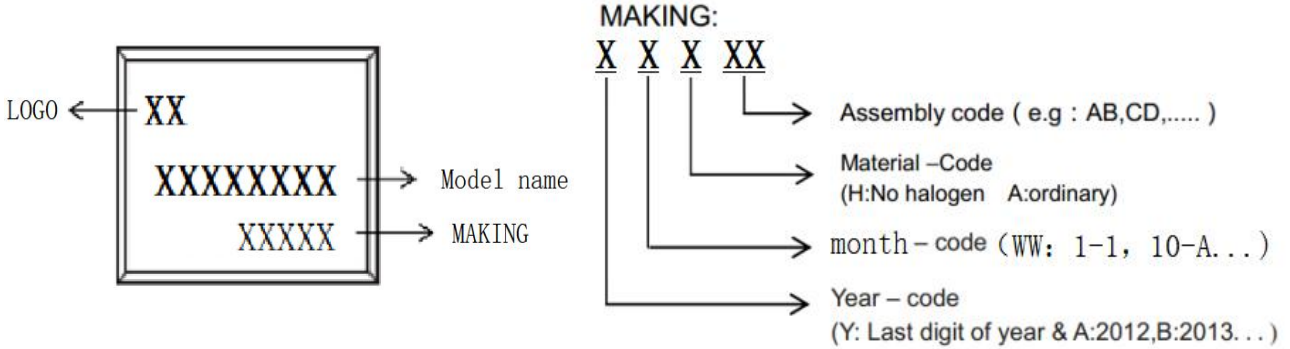 LOGO
XX
XXXXXXXX
Model name
XXXXX
MAKING
MAKING:
X X X XX
Assembly code ( e.g : AB,CD,..... )
Material –Code
(H:No halogen A:ordinary)
month – code (WW: 1-1, 10-A...)
Year – code
(Y: Last digit of year & A:2012,B:2013. . . )